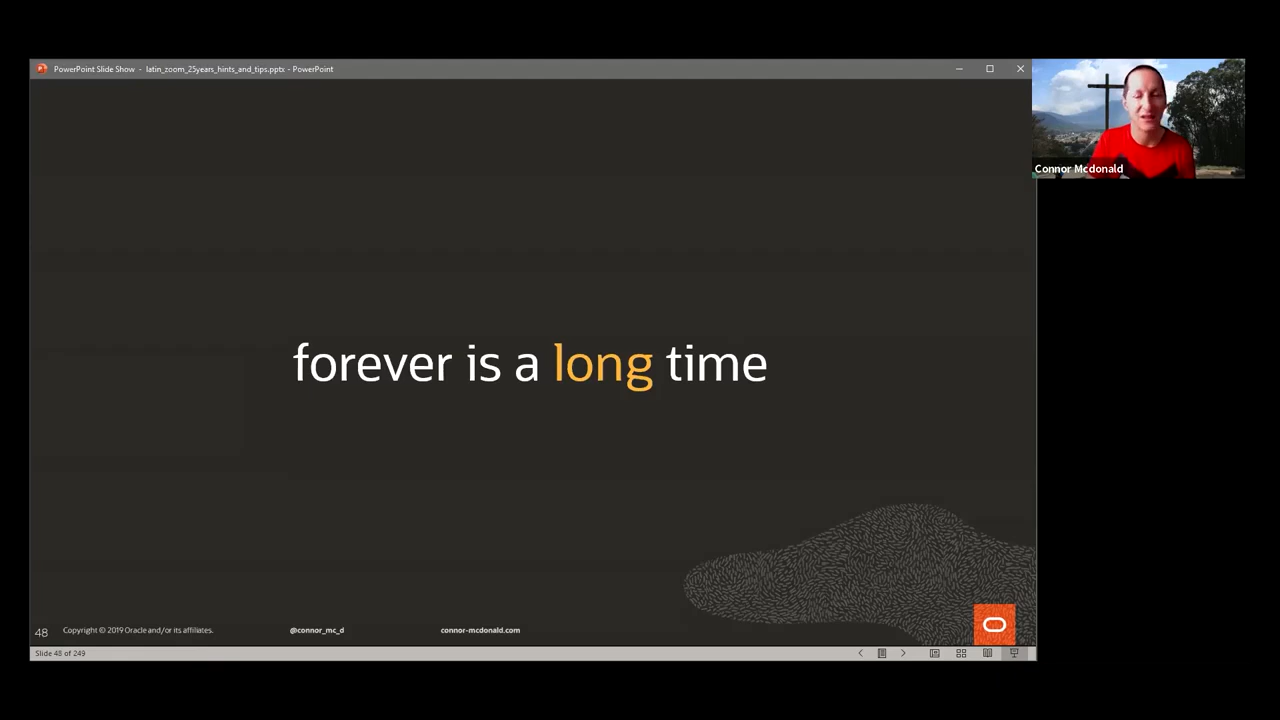 PowerPoint Slide Show - latin_zoom_25years_hints_and_tips.pptx - PowerPoint
Connor Mcdonald
forever is a long time
48 Copyright © 2019 Oracle and/or its affiliates. @connor_mc_d connor-mcdonald.com
Slide 48 of 249